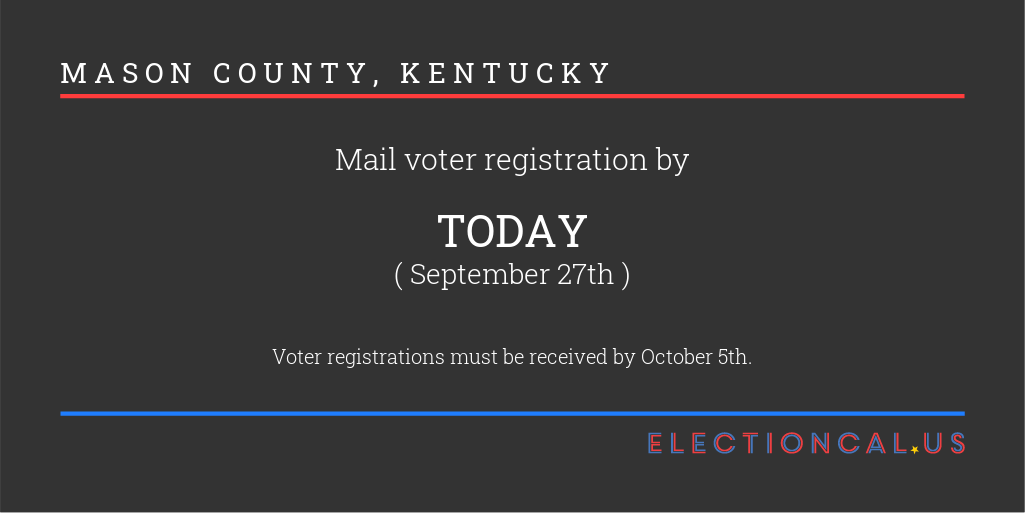 MASON COUNTY, KENTUCKY
Mail voter registration by
TODAY
( September 27th )
Voter registrations must be received by October 5th.
ELECTIONCAL.US